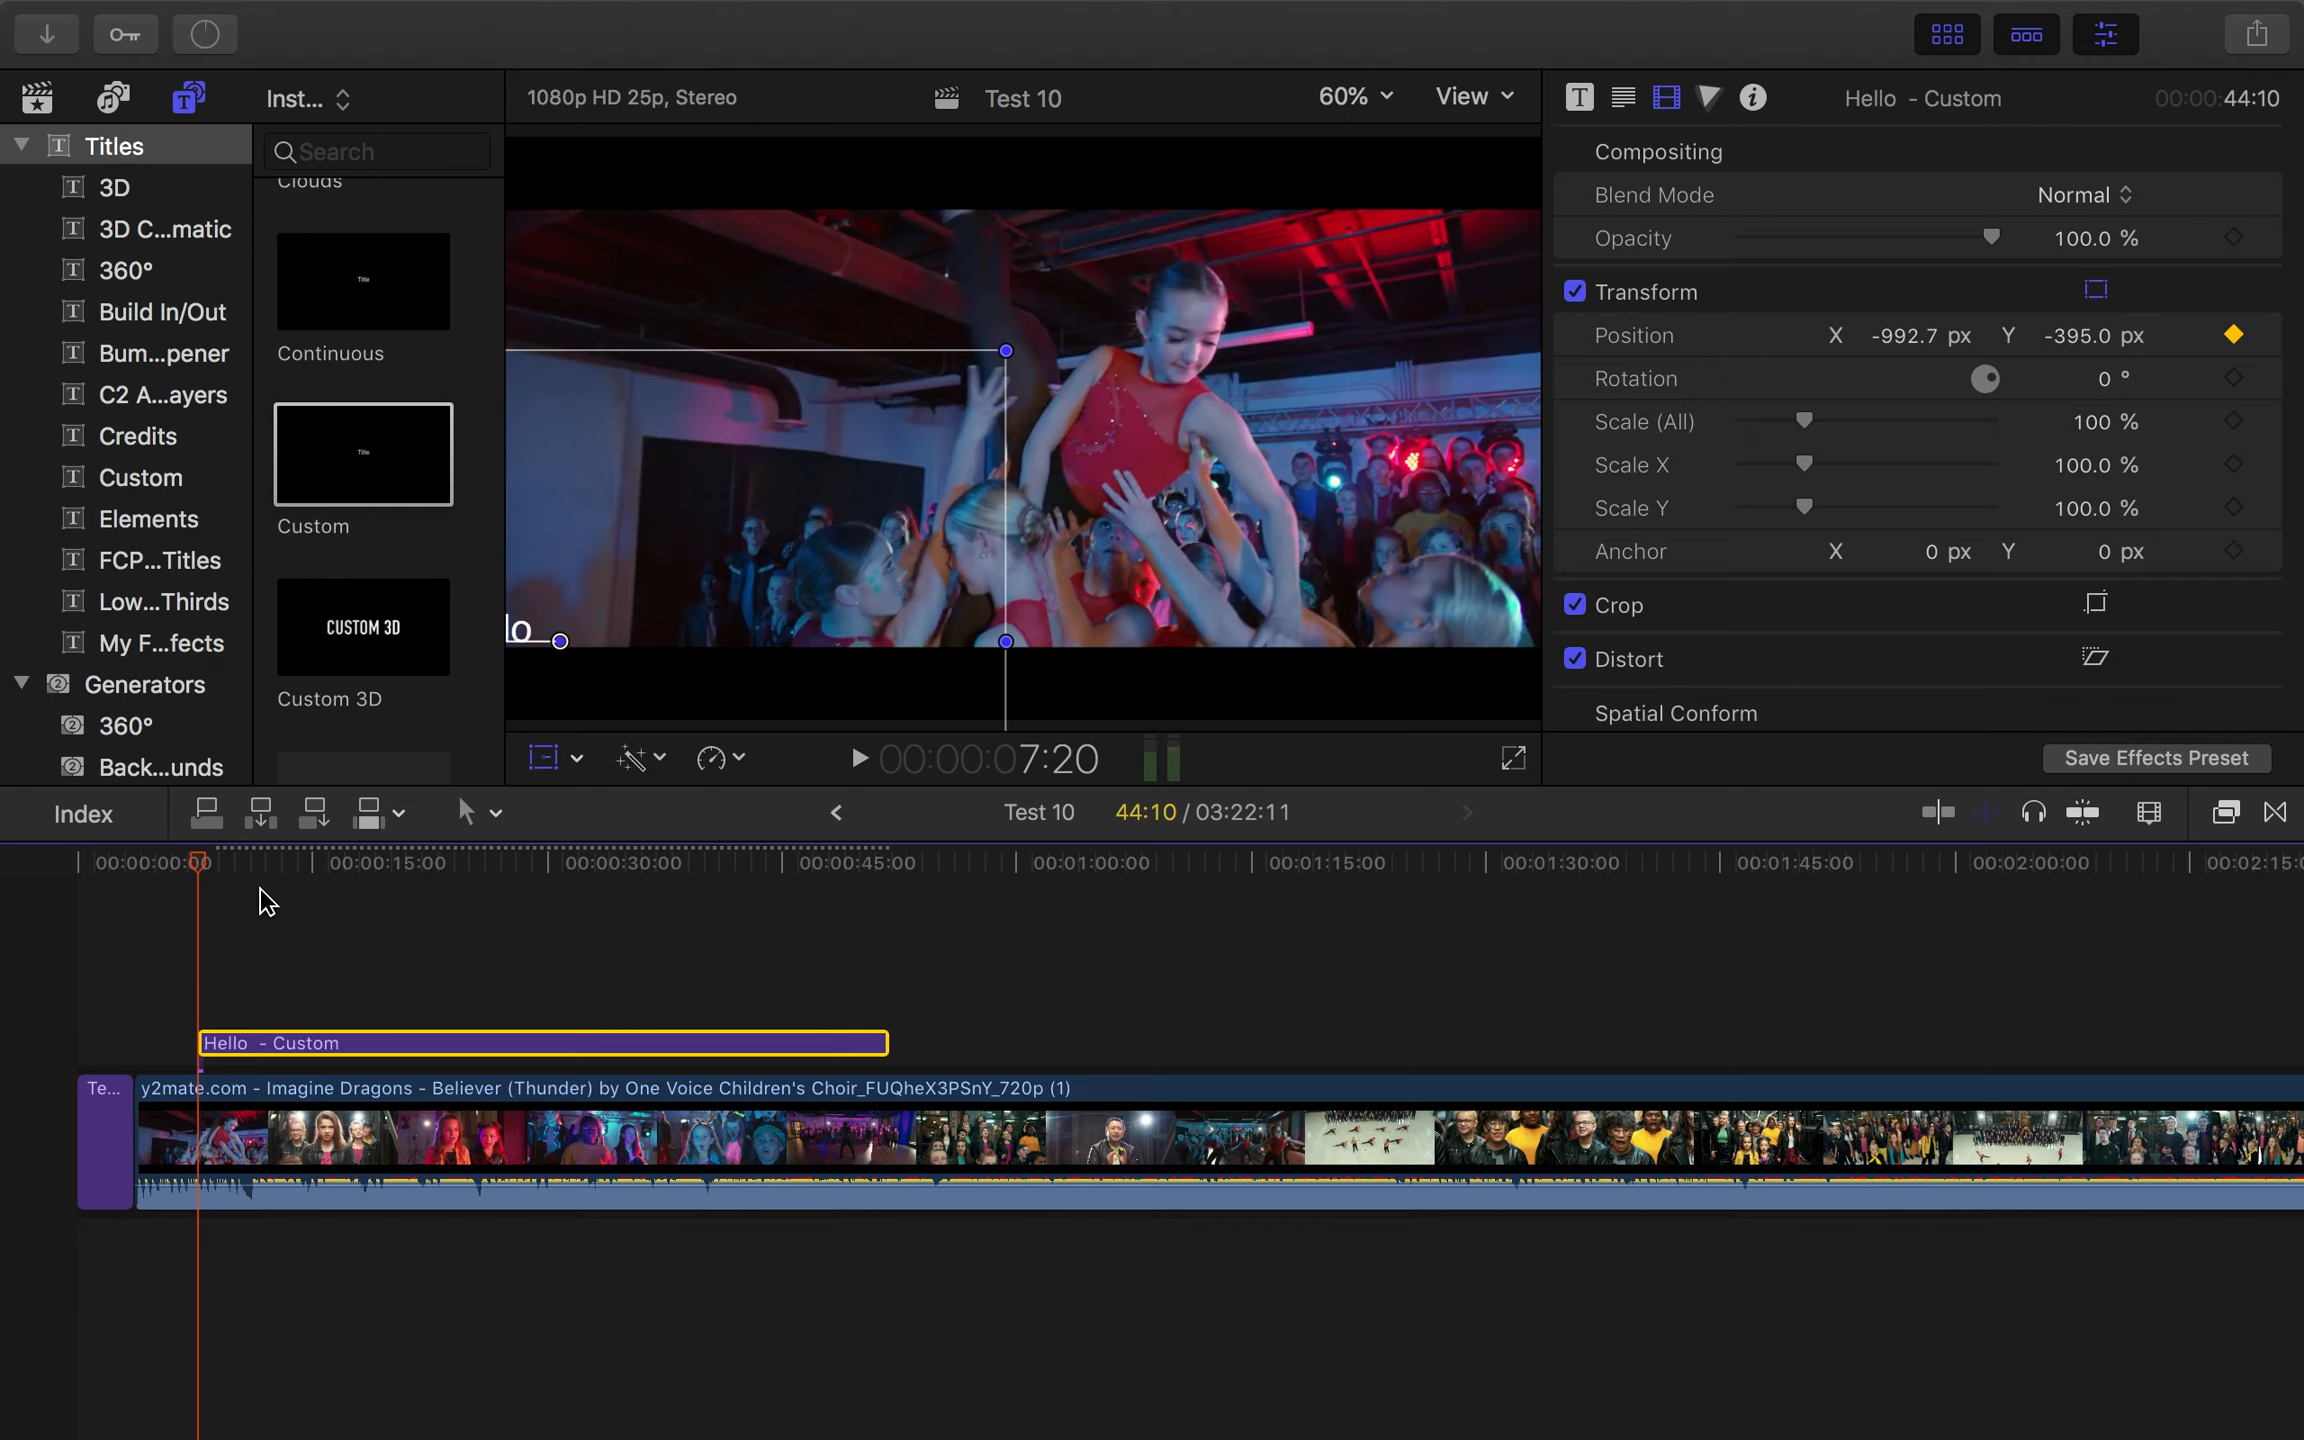 Inst...
1080p HD 25p, Stereo
Test 10
60%
View
Hello - Custom
00:00:44:10
Titles
3D
3D C...matic
360°
Build In/Out
Bum...pener
C2 A...ayers
Credits
Custom
Elements
FCP...Titles
Low...Thirds
My F...fects
Generators
360°
Back...unds
Search
Clouds
Title
Continuous
Title
Custom
CUSTOM 3D
Custom 3D
lo
Compositing
Blend Mode Normal
Opacity 100.0 %
Transform
Position X -992.7 px Y -395.0 px
Rotation 0 °
Scale (All) 100 %
Scale X 100.0 %
Scale Y 100.0 %
Anchor X 0 px Y 0 px
Crop
Distort
Spatial Conform
00:00:07:20
Save Effects Preset
Index
Test 10
44:10 / 03:22:11
00:00:00:00 00:00:15:00 00:00:30:00 00:00:45:00 00:01:00:00 00:01:15:00 00:01:30:00 00:01:45:00 00:02:00:00 00:02:15:0
Hello - Custom
Te...
y2mate.com - Imagine Dragons - Believer (Thunder) by One Voice Children's Choir_FUQheX3PSnY_720p (1)